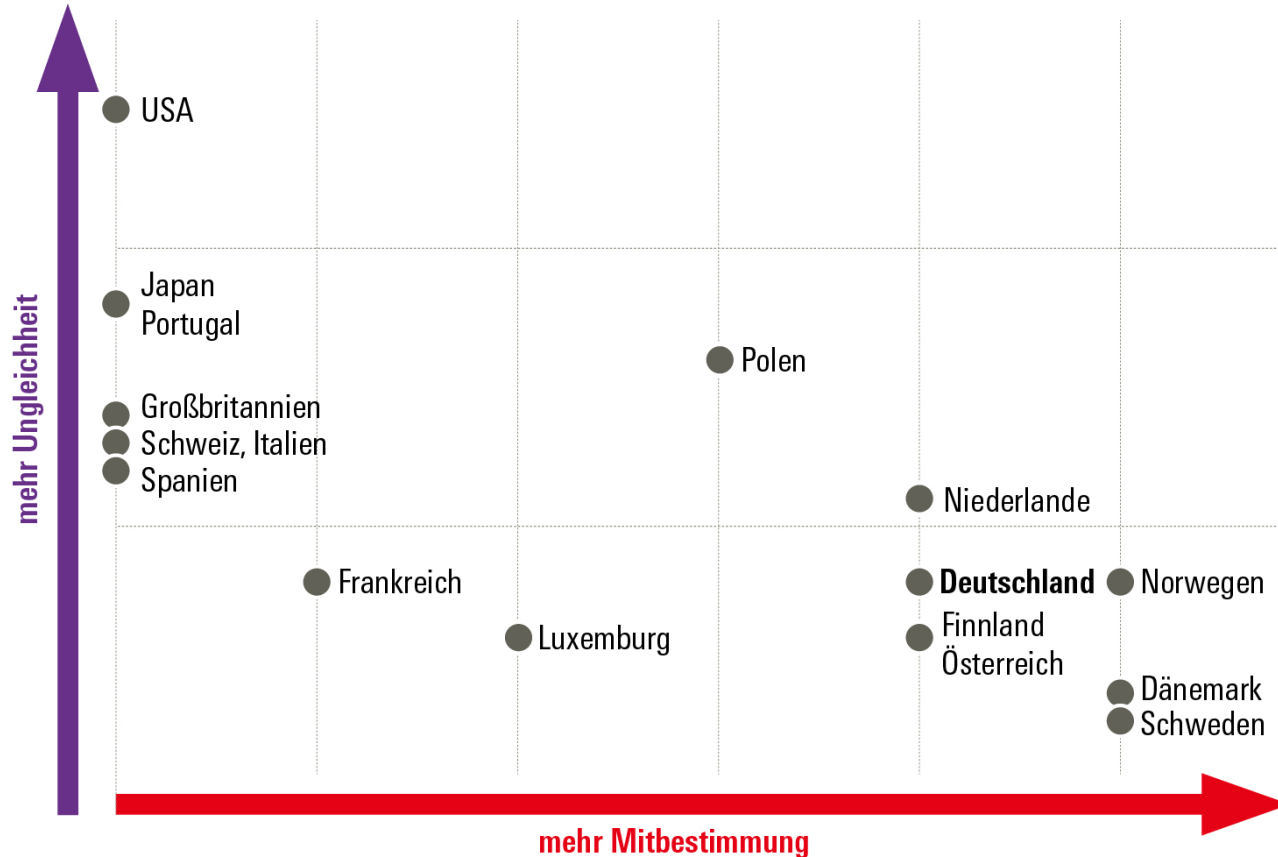 USA
Japan
Portugal
Großbritannien
Schweiz, Italien
Spanien
Polen
Niederlande
Frankreich
Deutschland
Norwegen
Luxemburg
Finnland
Österreich
Dänemark
Schweden
mehr Ungleichheit
mehr Mitbestimmung